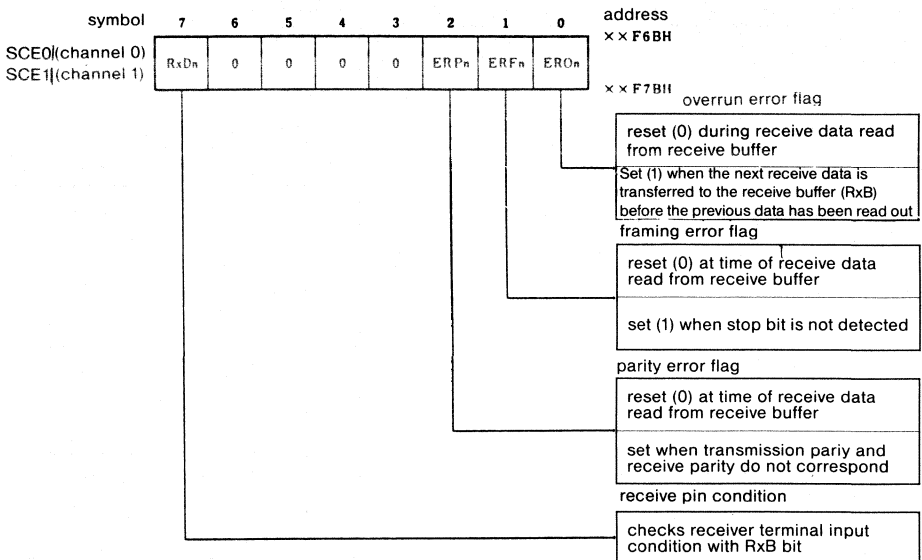 symbol 7 6 5 4 3 2 1 0 address
××F6BH
SCE0 (channel 0)
SCE1 (channel 1)
RxDn 0 0 0 0 ERPn ERFn EROn
××F7BH
overrun error flag
reset (0) during receive data read
from receive buffer
Set (1) when the next receive data is
transferred to the receive buffer (RxB)
before the previous data has been read out
framing error flag
reset (0) at time of receive data
read from receive buffer
set (1) when stop bit is not detected
parity error flag
reset (0) at time of receive data
read from receive buffer
set when transmission pariy and
receive parity do not correspond
receive pin condition
checks receiver terminal input
condition with RxB bit